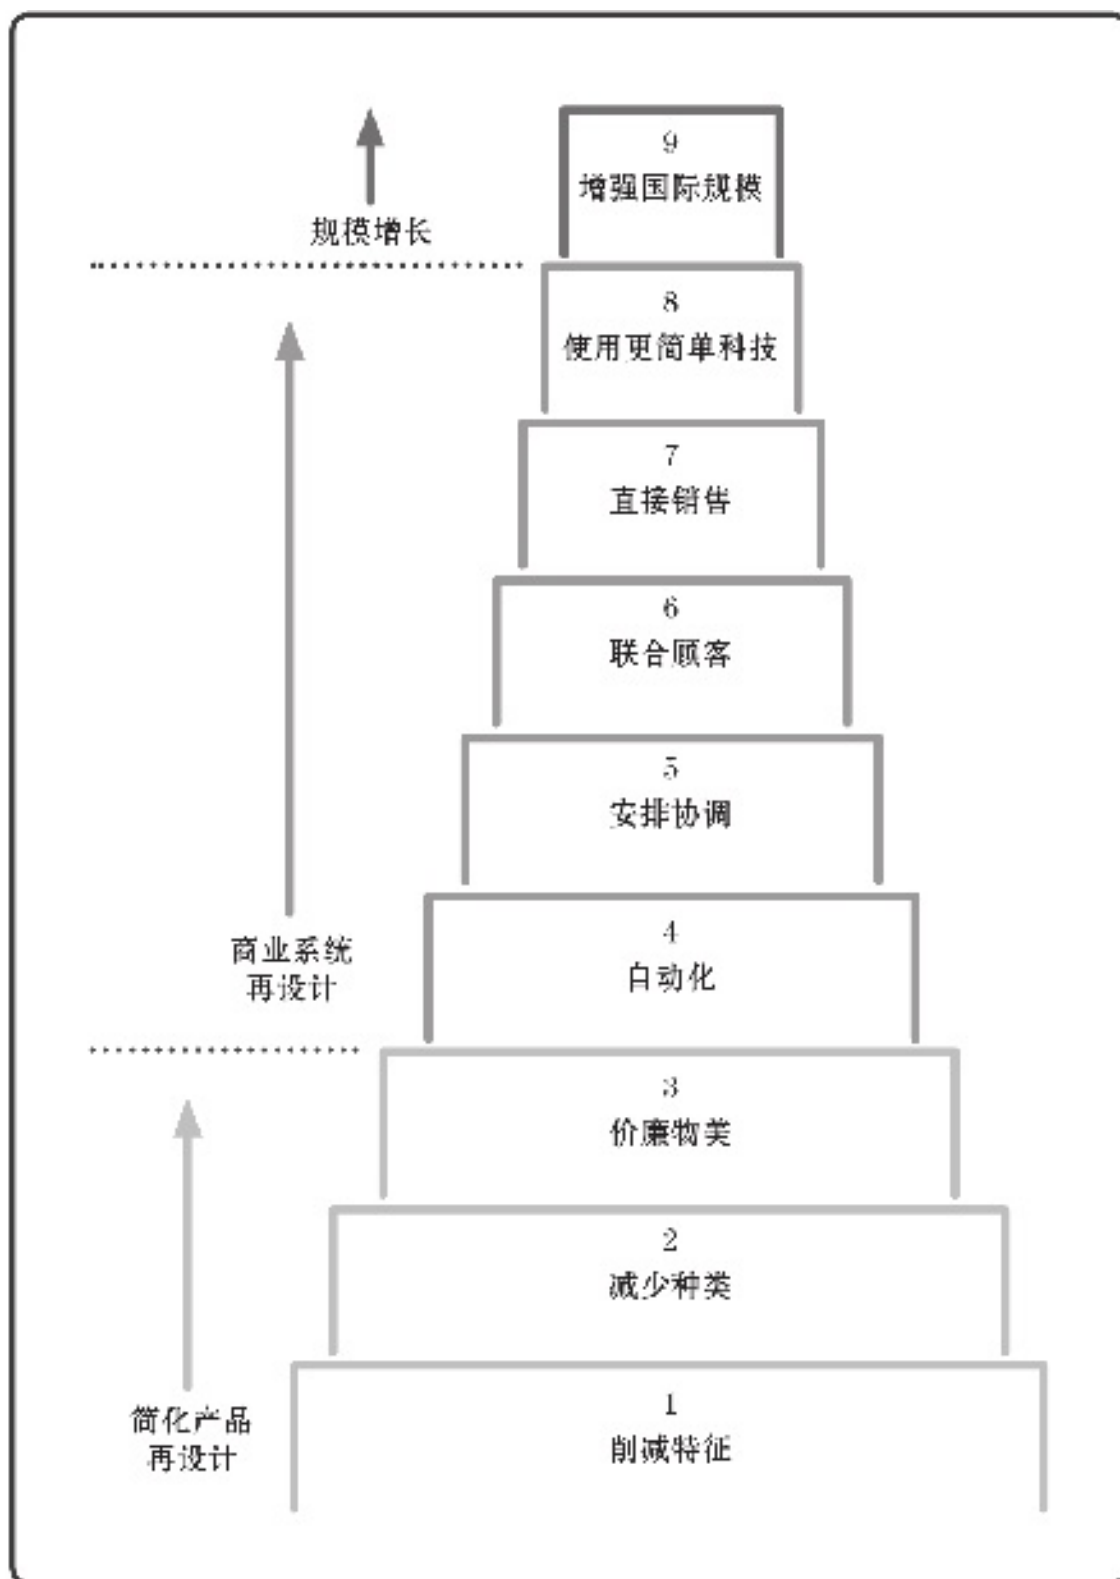 9
增强国际规模
规模增长
8
使用更简单科技
7
直接销售
6
联合顾客
5
安排协调
4
自动化
商业系统
再设计
3
价廉物美
2
减少种类
1
削减特征
简化产品
再设计